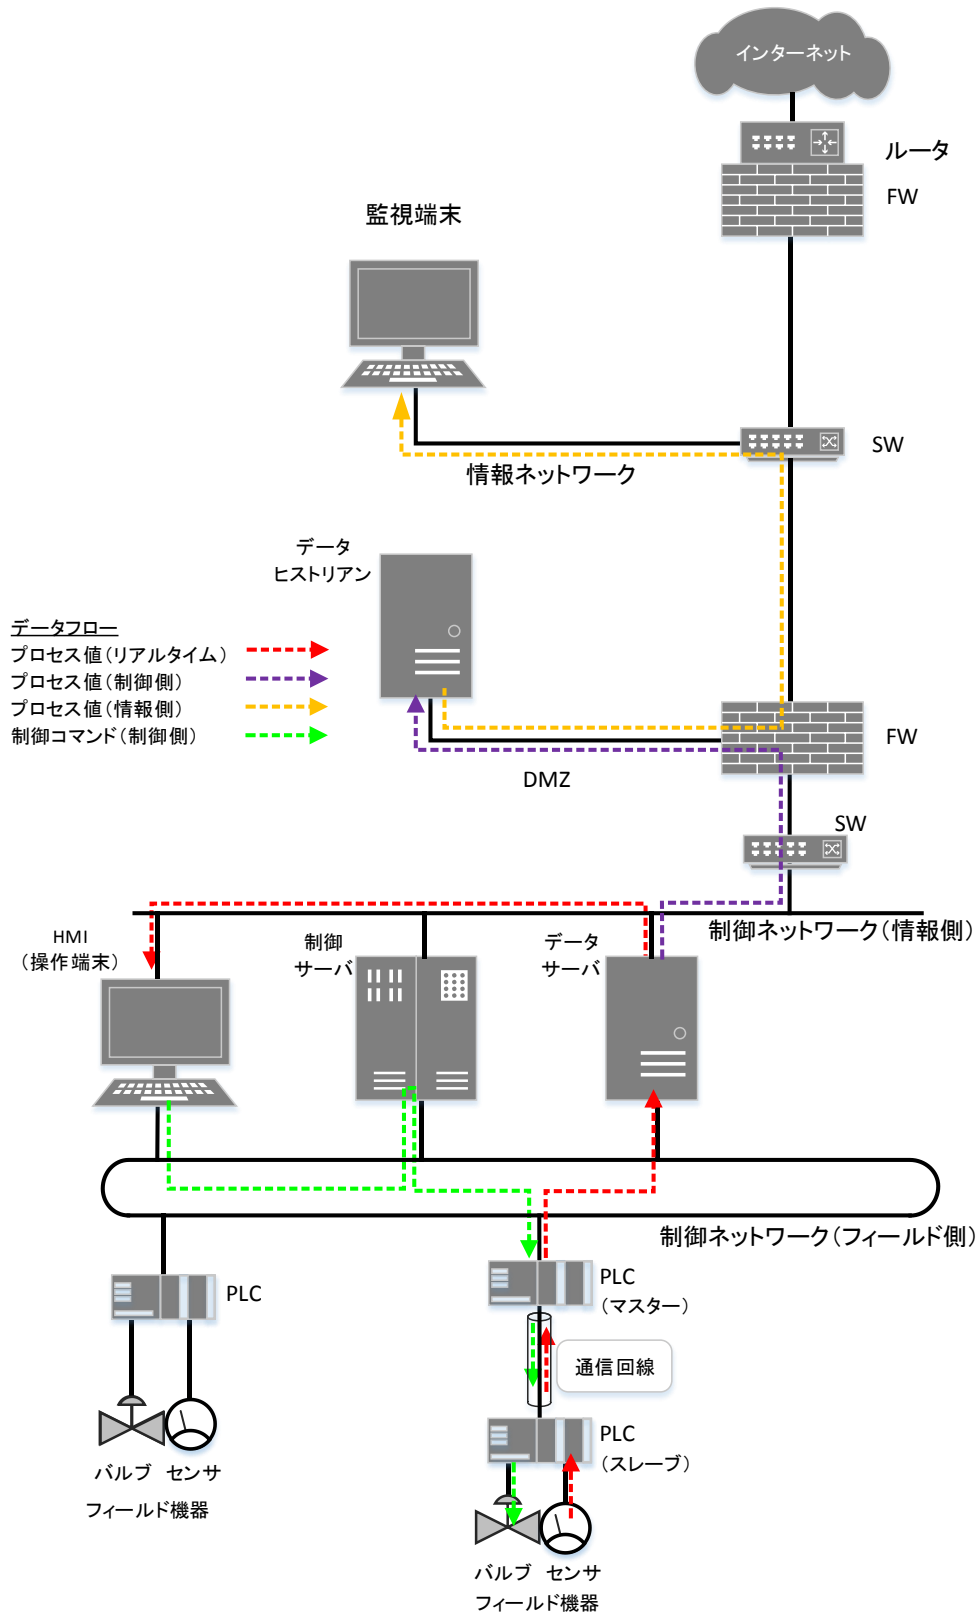 インターネット
ルータ
FW
監視端末
SW
情報ネットワーク
データ
ヒストリアン
データフロー
プロセス値(リアルタイム)
プロセス値(制御側)
プロセス値(情報側)
制御コマンド(制御側)
FW
DMZ
SW
制御ネットワーク(情報側)
HMI
(操作端末)
制御
サーバ
データ
サーバ
制御ネットワーク(フィールド側)
PLC
PLC
(マスター)
通信回線
PLC
(スレーブ)
バルブ センサ
フィールド機器
バルブ センサ
フィールド機器